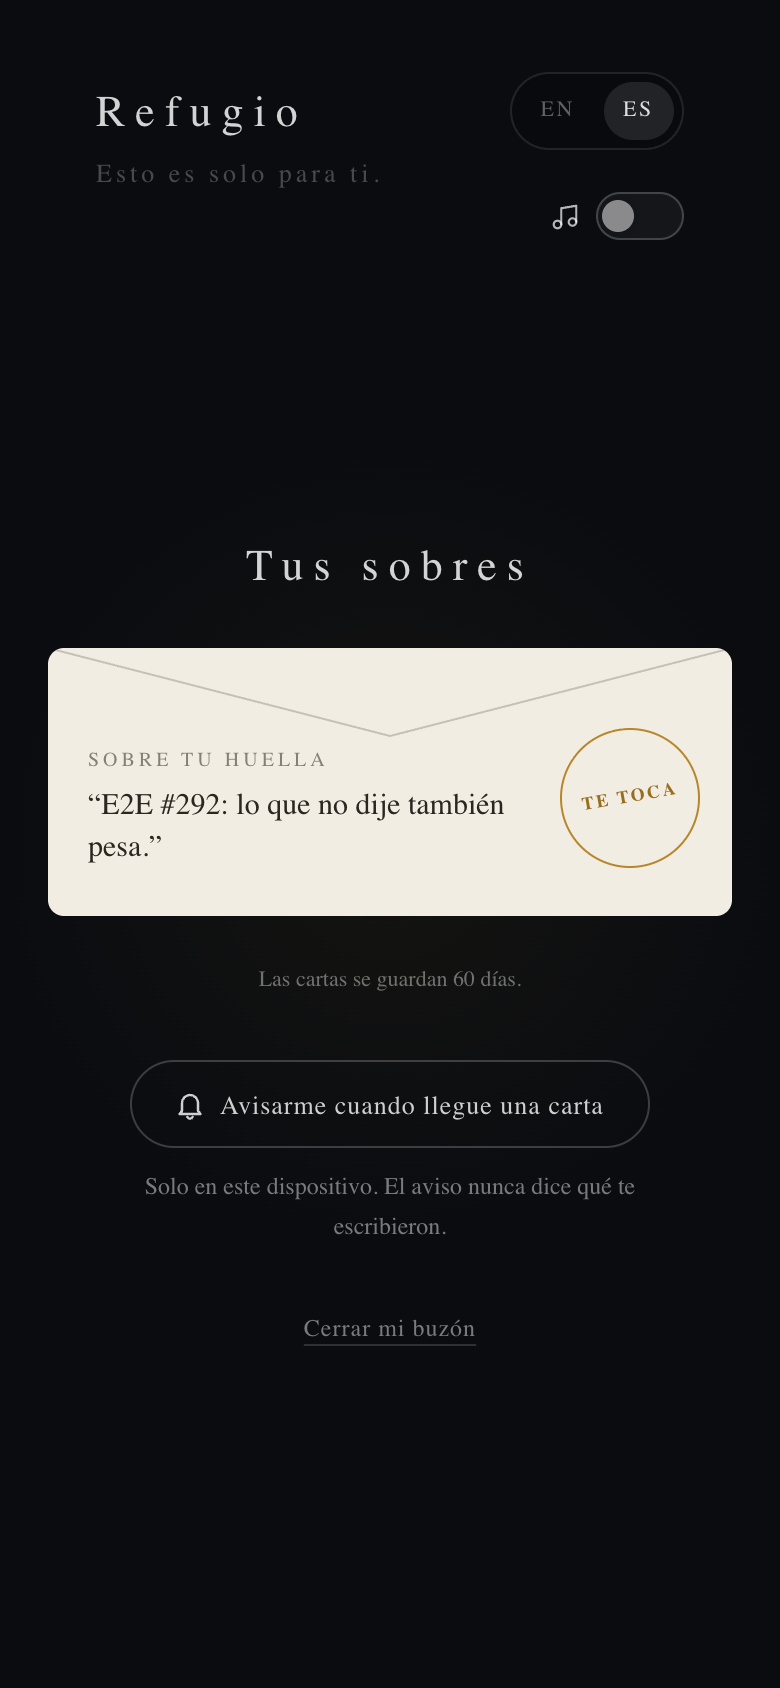 Refugio
EN
ES
Esto es solo para ti.
Tus sobres
SOBRE TU HUELLA
“E2E #292: lo que no dije también
pesa.”
TE TOCA
Las cartas se guardan 60 días.
Avisarme cuando llegue una carta
Solo en este dispositivo. El aviso nunca dice qué te
escribieron.
Cerrar mi buzón